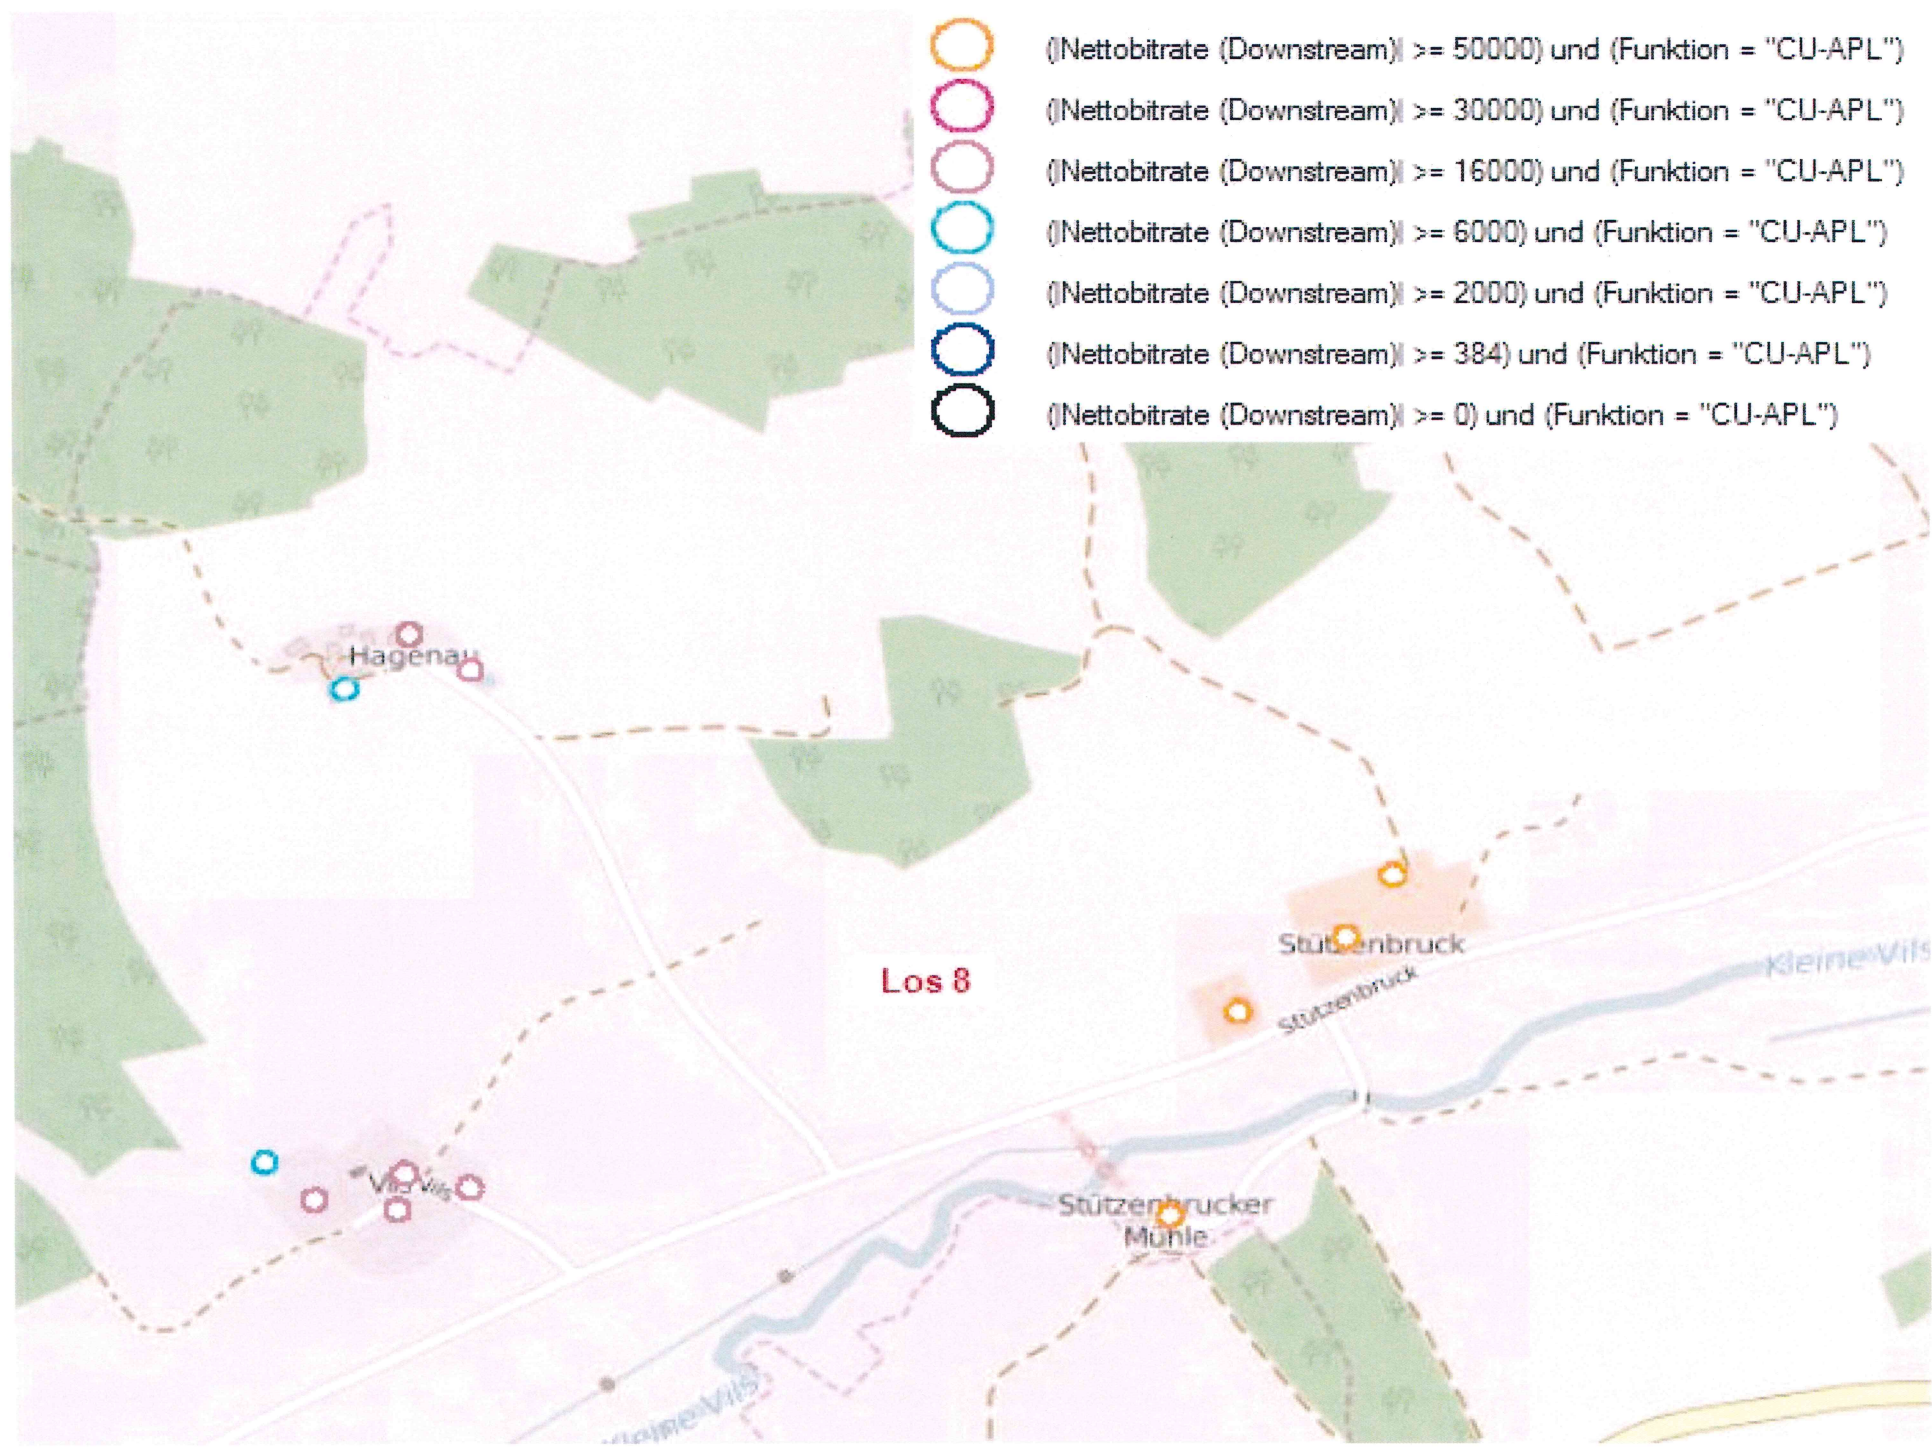 (|Nettobitrate (Downstream)| >= 50000) und (Funktion = "CU-APL")
(|Nettobitrate (Downstream)| >= 30000) und (Funktion = "CU-APL")
(|Nettobitrate (Downstream)| >= 16000) und (Funktion = "CU-APL")
(|Nettobitrate (Downstream)| >= 6000) und (Funktion = "CU-APL")
(|Nettobitrate (Downstream)| >= 2000) und (Funktion = "CU-APL")
(|Nettobitrate (Downstream)| >= 384) und (Funktion = "CU-APL")
(|Nettobitrate (Downstream)| >= 0) und (Funktion = "CU-APL")
Hagenau
Stützenbruck
Kleine Vils
Los 8
Stützenbruck
Vils Vils
Stützenbrucker
Mühle
Kleine Vils